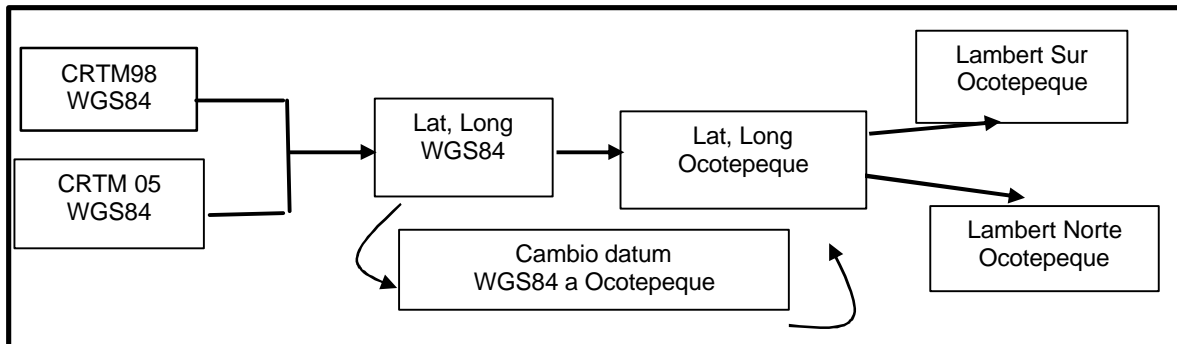 CRTM98
WGS84
CRTM 05
WGS84
Lat, Long
WGS84
Lat, Long
Ocotepeque
Cambio datum
WGS84 a Ocotepeque
Lambert Sur
Ocotepeque
Lambert Norte
Ocotepeque